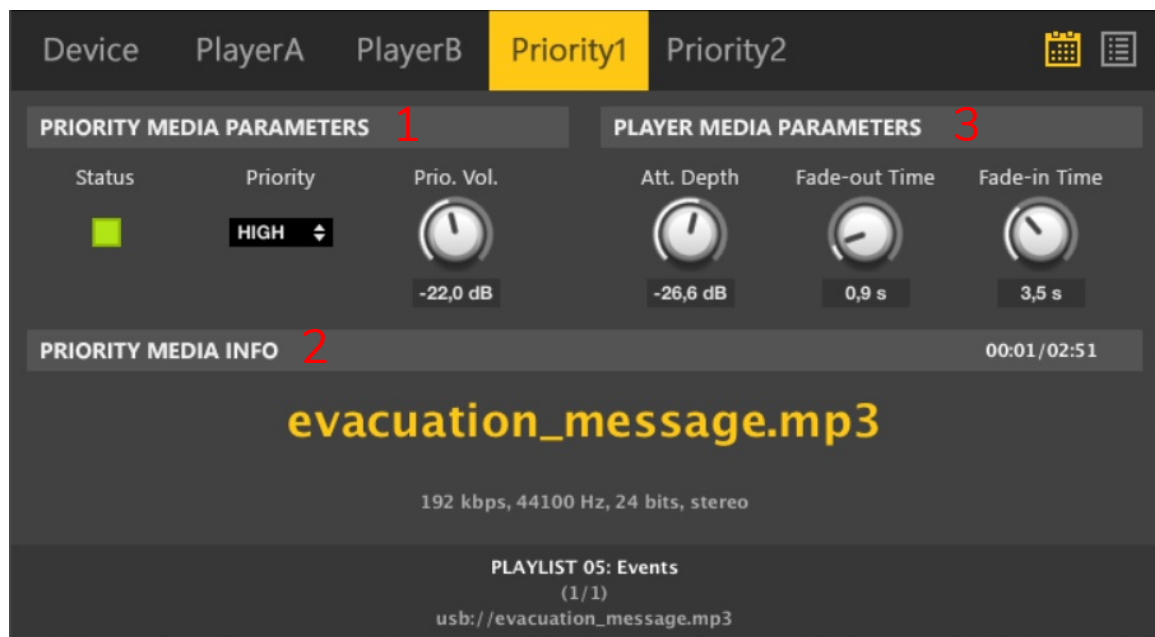 Device PlayerA PlayerB Priority1 Priority2
PRIORITY MEDIA PARAMETERS 1
Status Priority Prio. Vol.
HIGH
-22,0 dB
PLAYER MEDIA PARAMETERS 3
Att. Depth Fade-out Time Fade-in Time
-26,6 dB 0,9 s 3,5 s
PRIORITY MEDIA INFO 2 00:01/02:51
evacuation_message.mp3
192 kbps, 44100 Hz, 24 bits, stereo
PLAYLIST 05: Events
(1/1)
usb://evacuation_message.mp3